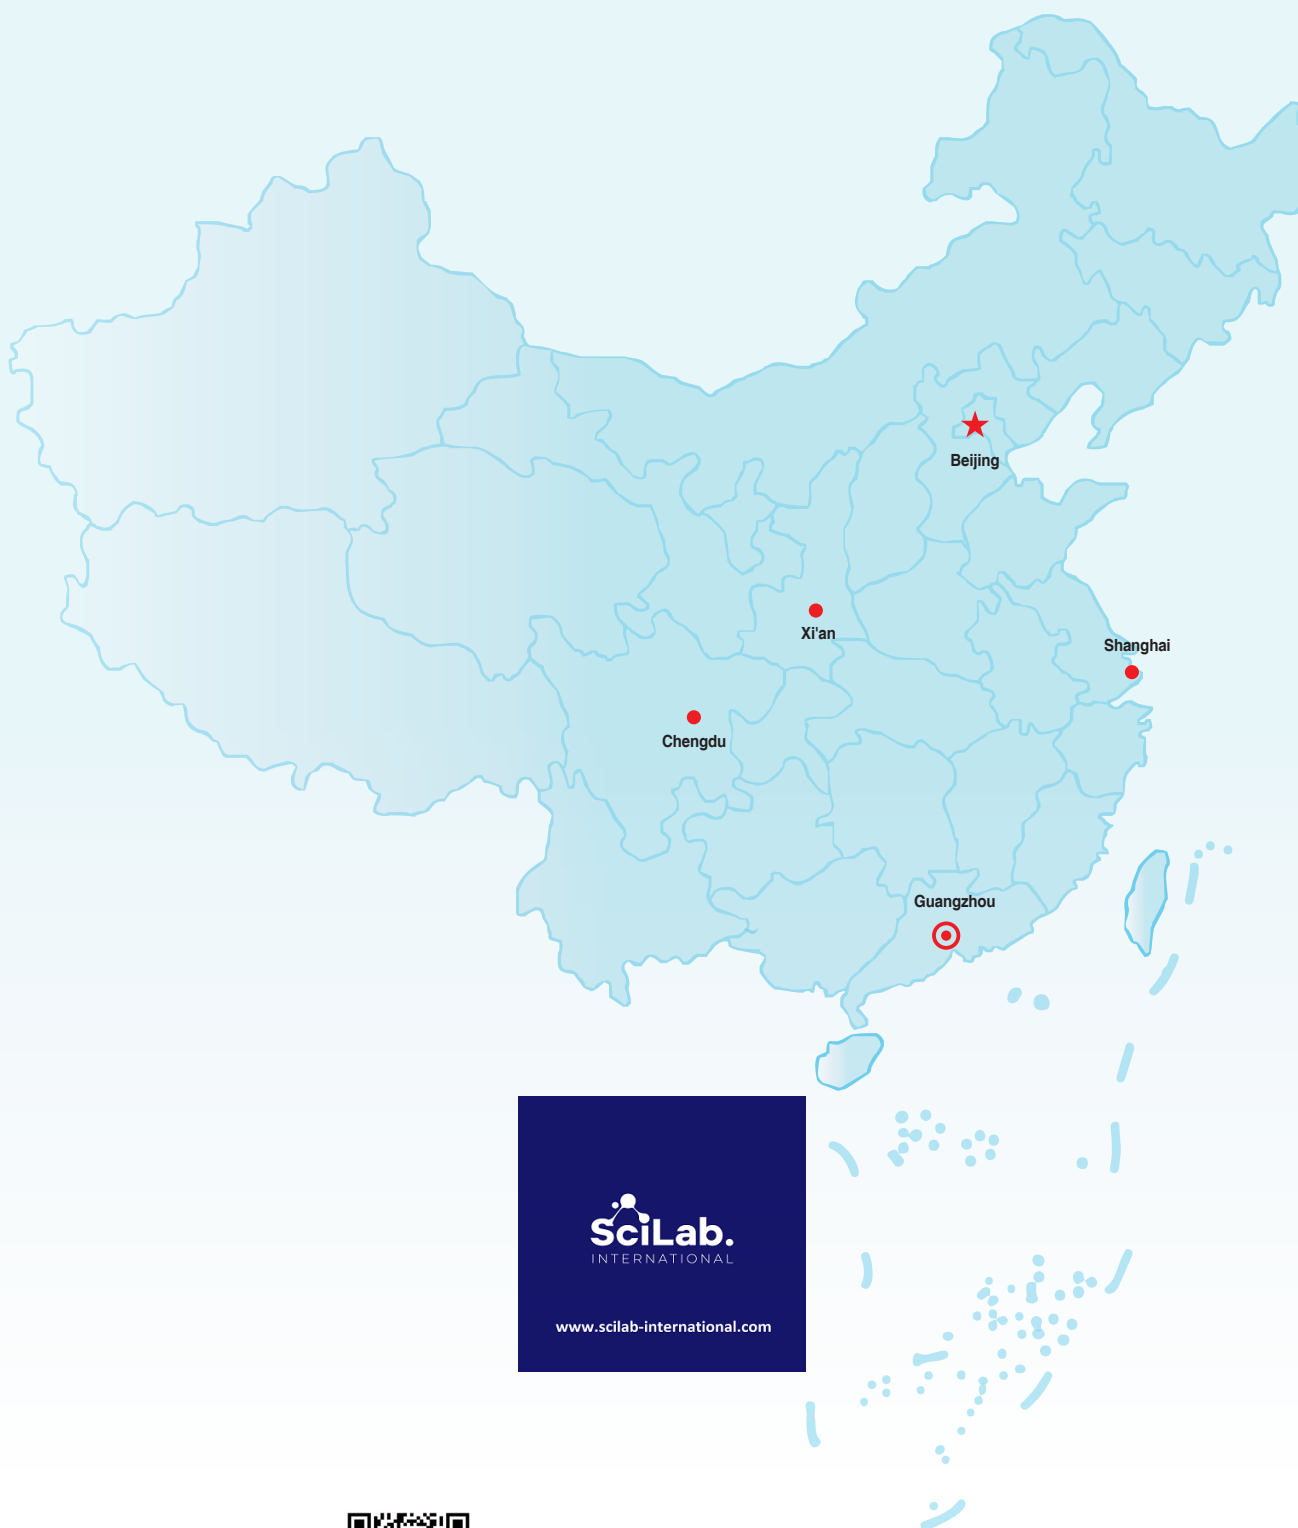 Beijing
Xi'an
Shanghai
Chengdu
Guangzhou
SciLab.
INTERNATIONAL
www.scilab-international.com